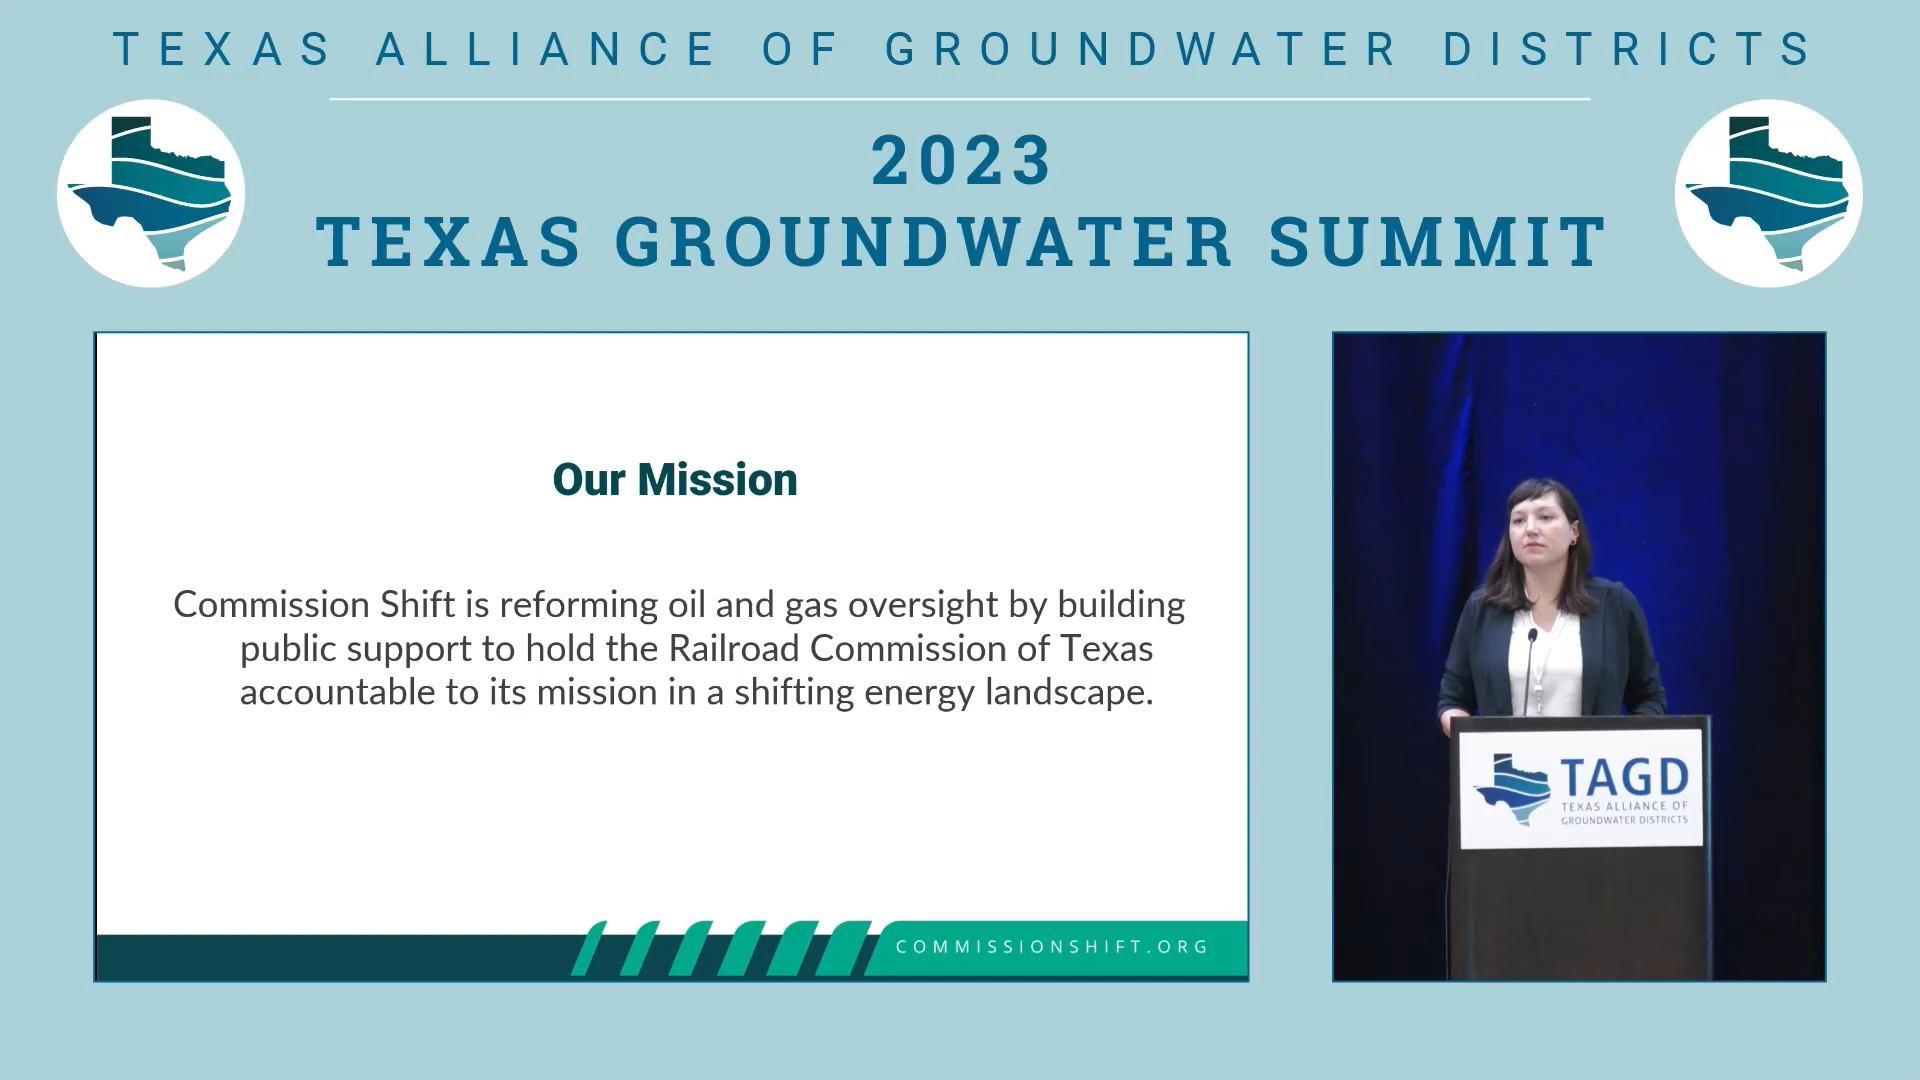 TEXAS ALLIANCE OF GROUNDWATER DISTRICTS
2023
TEXAS GROUNDWATER SUMMIT
Our Mission
Commission Shift is reforming oil and gas oversight by building
public support to hold the Railroad Commission of Texas
accountable to its mission in a shifting energy landscape.
COMMISSIONSHIFT.ORG
TAGD
TEXAS ALLIANCE OF
GROUNDWATER DISTRICTS